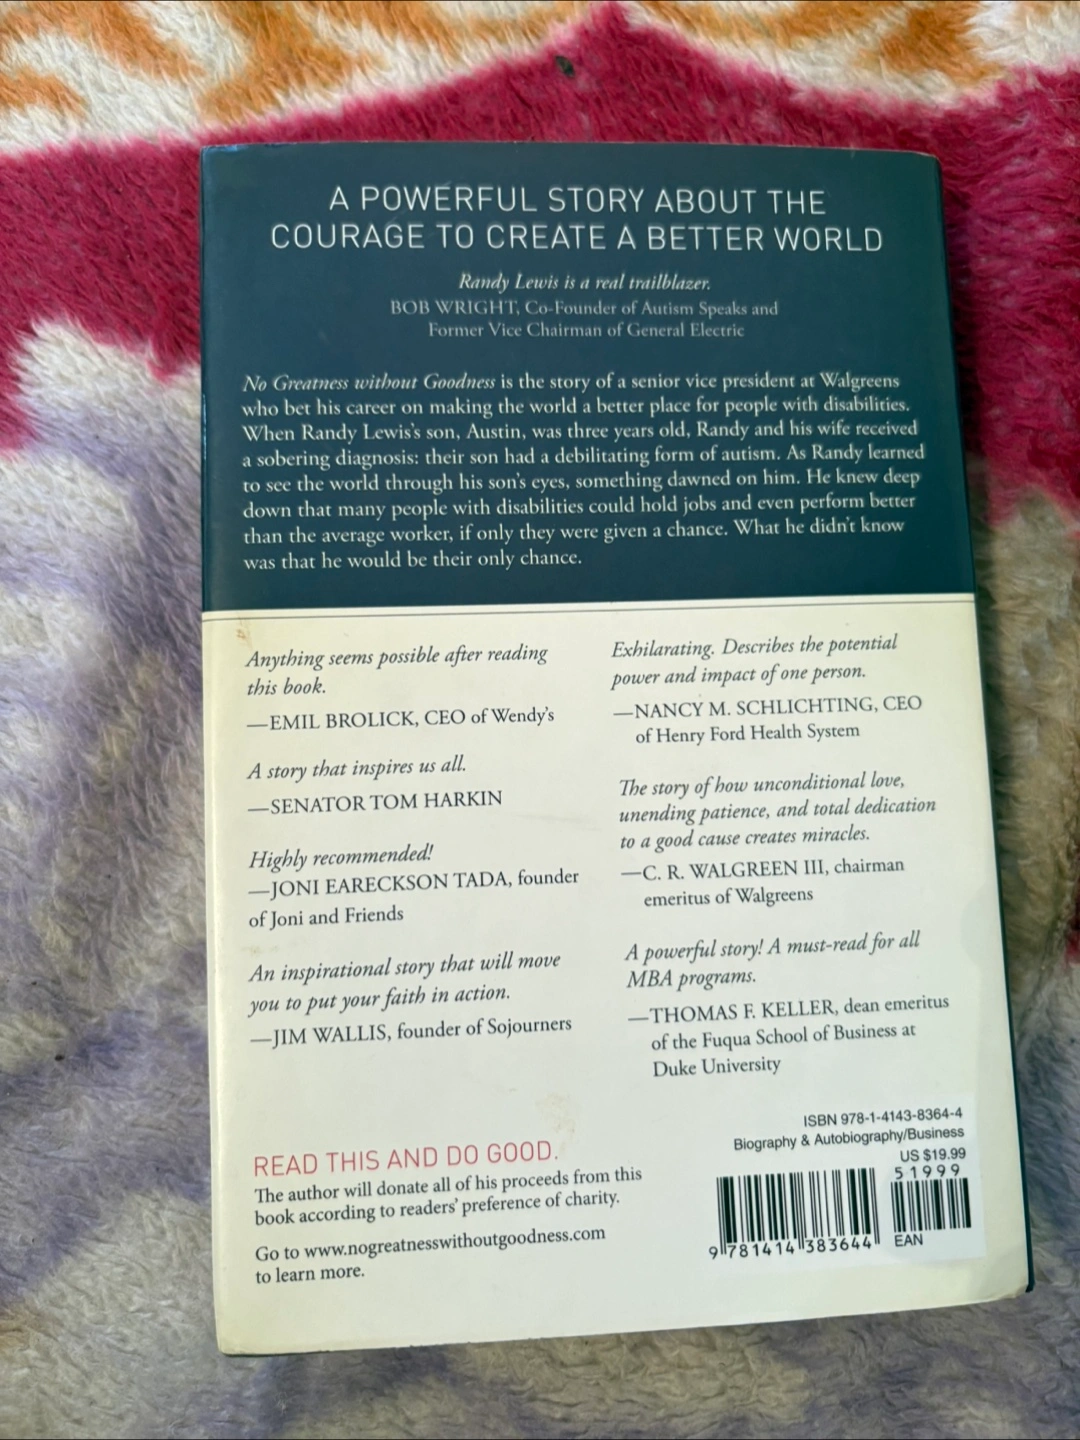 A POWERFUL STORY ABOUT THE
COURAGE TO CREATE A BETTER WORLD
Randy Lewis is a real trailblazer.
BOB WRIGHT, Co-Founder of Autism Speaks and
Former Vice Chairman of General Electric
No Greatness without Goodness is the story of a senior vice president at Walgreens
who bet his career on making the world a better place for people with disabilities.
When Randy Lewis's son, Austin, was three years old, Randy and his wife received
a sobering diagnosis: their son had a debilitating form of autism. As Randy learned
to see the world through his son's eyes, something dawned on him. He knew deep
down that many people with disabilities could hold jobs and even perform better
than the average worker, if only they were given a chance. What he didn't know
was that he would be their only chance.
Anything seems possible after reading
this book.
—EMIL BROLICK, CEO of Wendy's
A story that inspires us all.
—SENATOR TOM HARKIN
Highly recommended!
—JONI EARECKSON TADA, founder
of Joni and Friends
An inspirational story that will move
you to put your faith in action.
—JIM WALLIS, founder of Sojourners
Exhilarating. Describes the potential
power and impact of one person.
—NANCY M. SCHLICHTING, CEO
of Henry Ford Health System
The story of how unconditional love,
unending patience, and total dedication
to a good cause creates miracles.
—C. R. WALGREEN III, chairman
emeritus of Walgreens
A powerful story! A must-read for all
MBA programs.
—THOMAS F. KELLER, dean emeritus
of the Fuqua School of Business at
Duke University
READ THIS AND DO GOOD.
The author will donate all of his proceeds from this
book according to readers' preference of charity.
Go to www.nogreatnesswithoutgoodness.com
to learn more.
ISBN 978-1-4143-8364-4
Biography & Autobiography/Business
US $19.99
51999
9 781414 383644
EAN